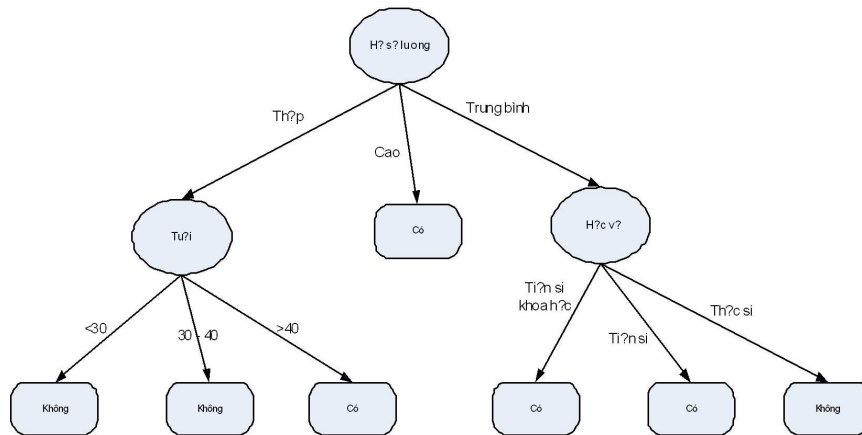 H? s? luong
Th?p
Trung bình
Cao
Tu?i
Có
H?c v?
Ti?n si
khoa h?c
Th?c si
Ti?n si
<30
30 - 40
>40
Không
Không
Có
Có
Có
Không